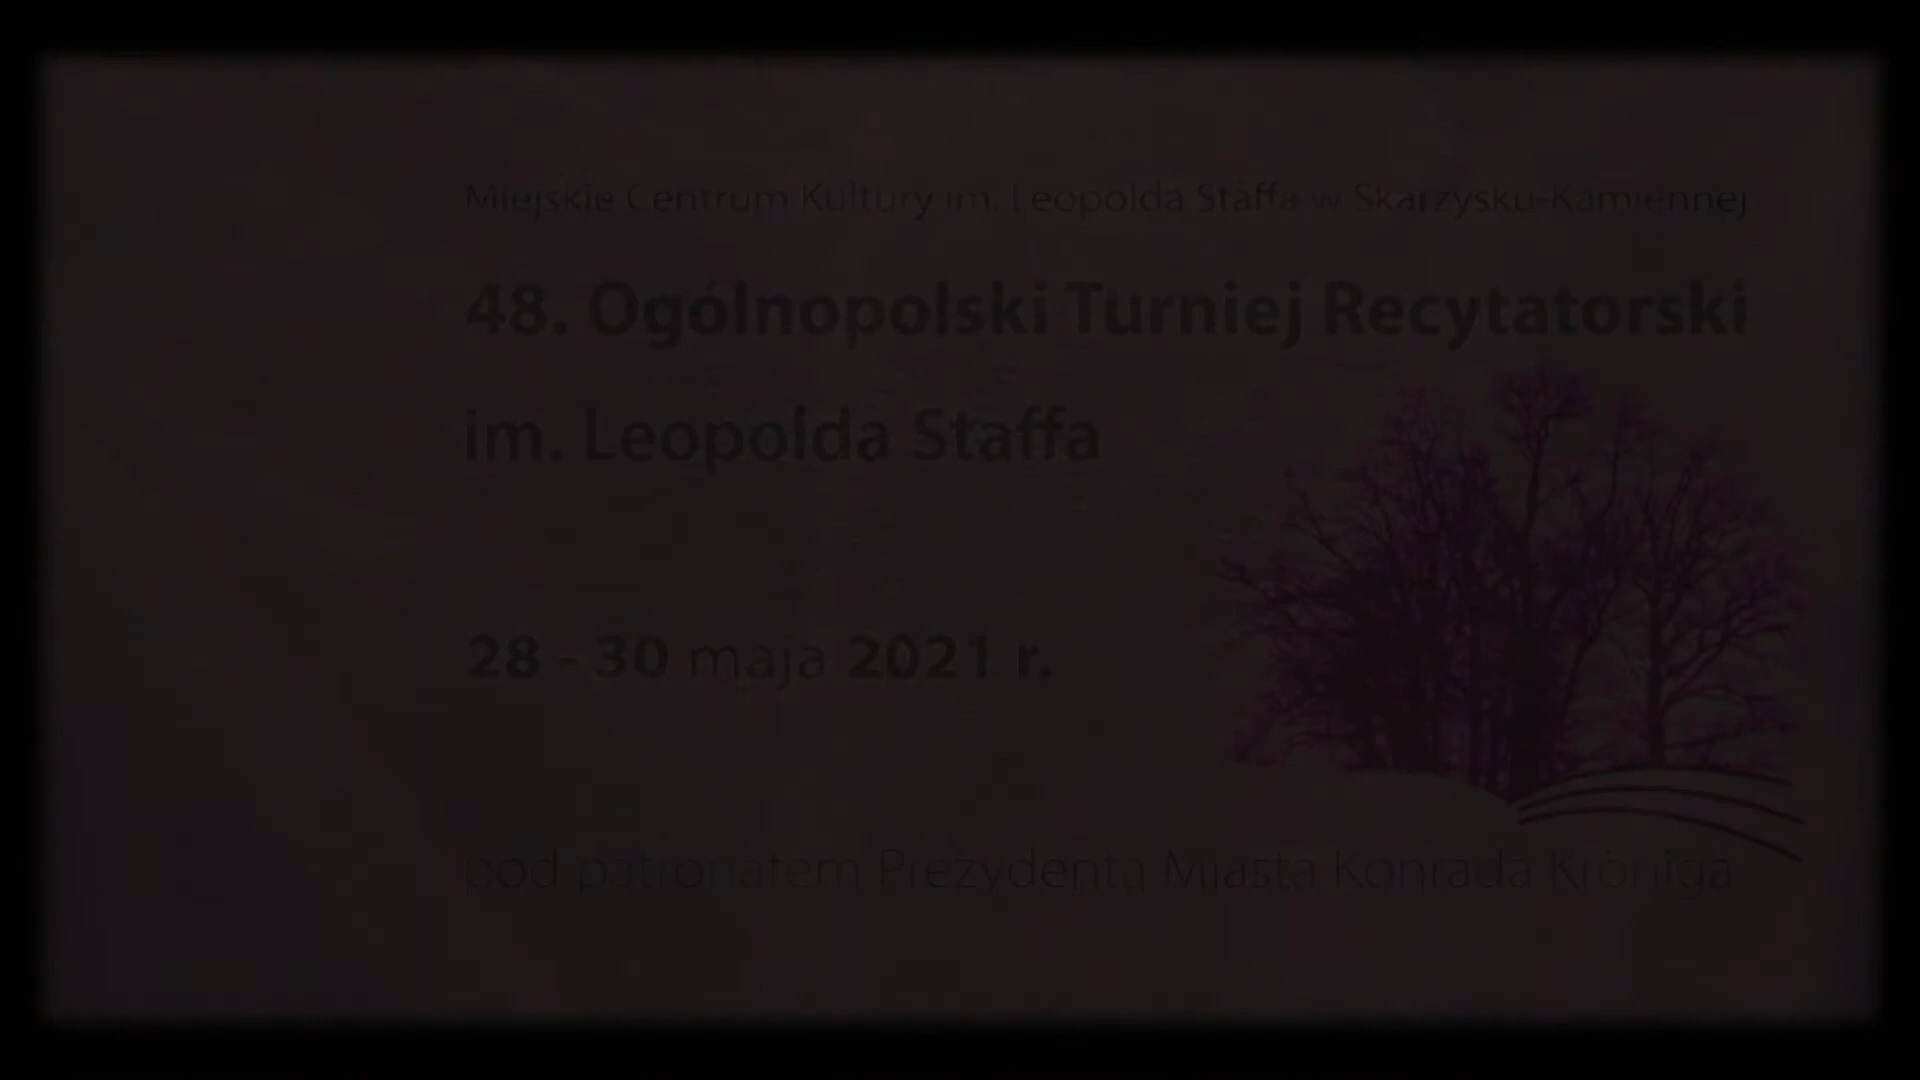 Miejskie Centrum Kultury im. Leopolda Staffa w Skarżysku-Kamiennej
48. Ogólnopolski Turniej Recytatorski
im. Leopolda Staffa
28 - 30 maja 2021 r.
pod patronatem Prezydenta Miasta Konrada Kröniga